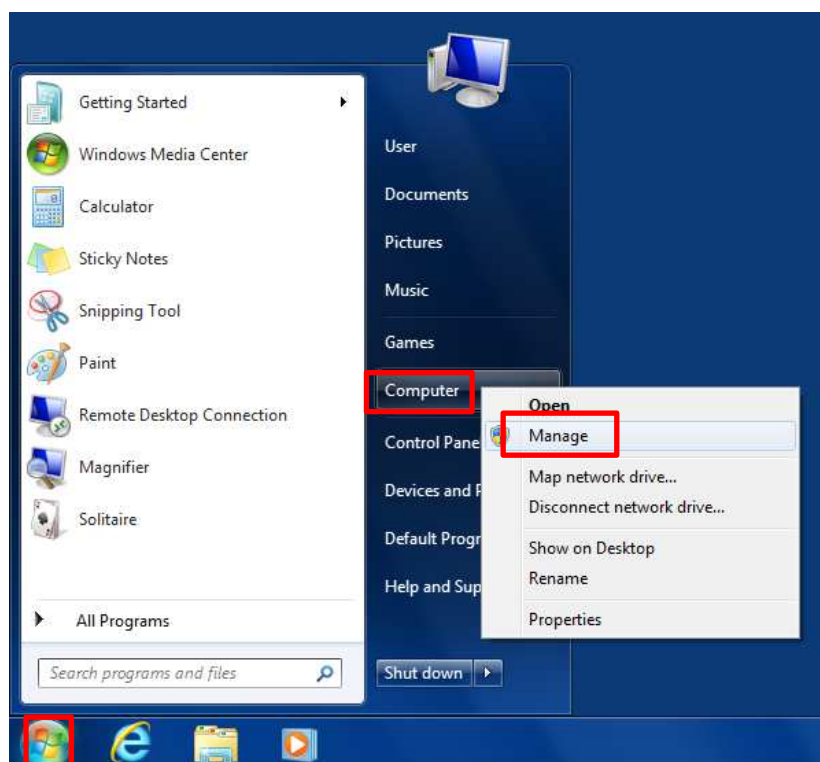 Getting Started
Windows Media Center
Calculator
Sticky Notes
Snipping Tool
Paint
Remote Desktop Connection
Magnifier
Solitaire
All Programs
Search programs and files
User
Documents
Pictures
Music
Games
Computer
Control Pane
Devices and P
Default Progr
Help and Sup
Shut down
Open
Manage
Map network drive...
Disconnect network drive...
Show on Desktop
Rename
Properties